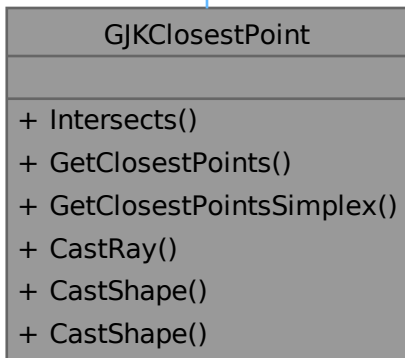 GJKClosestPoint
+ Intersects()
+ GetClosestPoints()
+ GetClosestPointsSimplex()
+ CastRay()
+ CastShape()
+ CastShape()